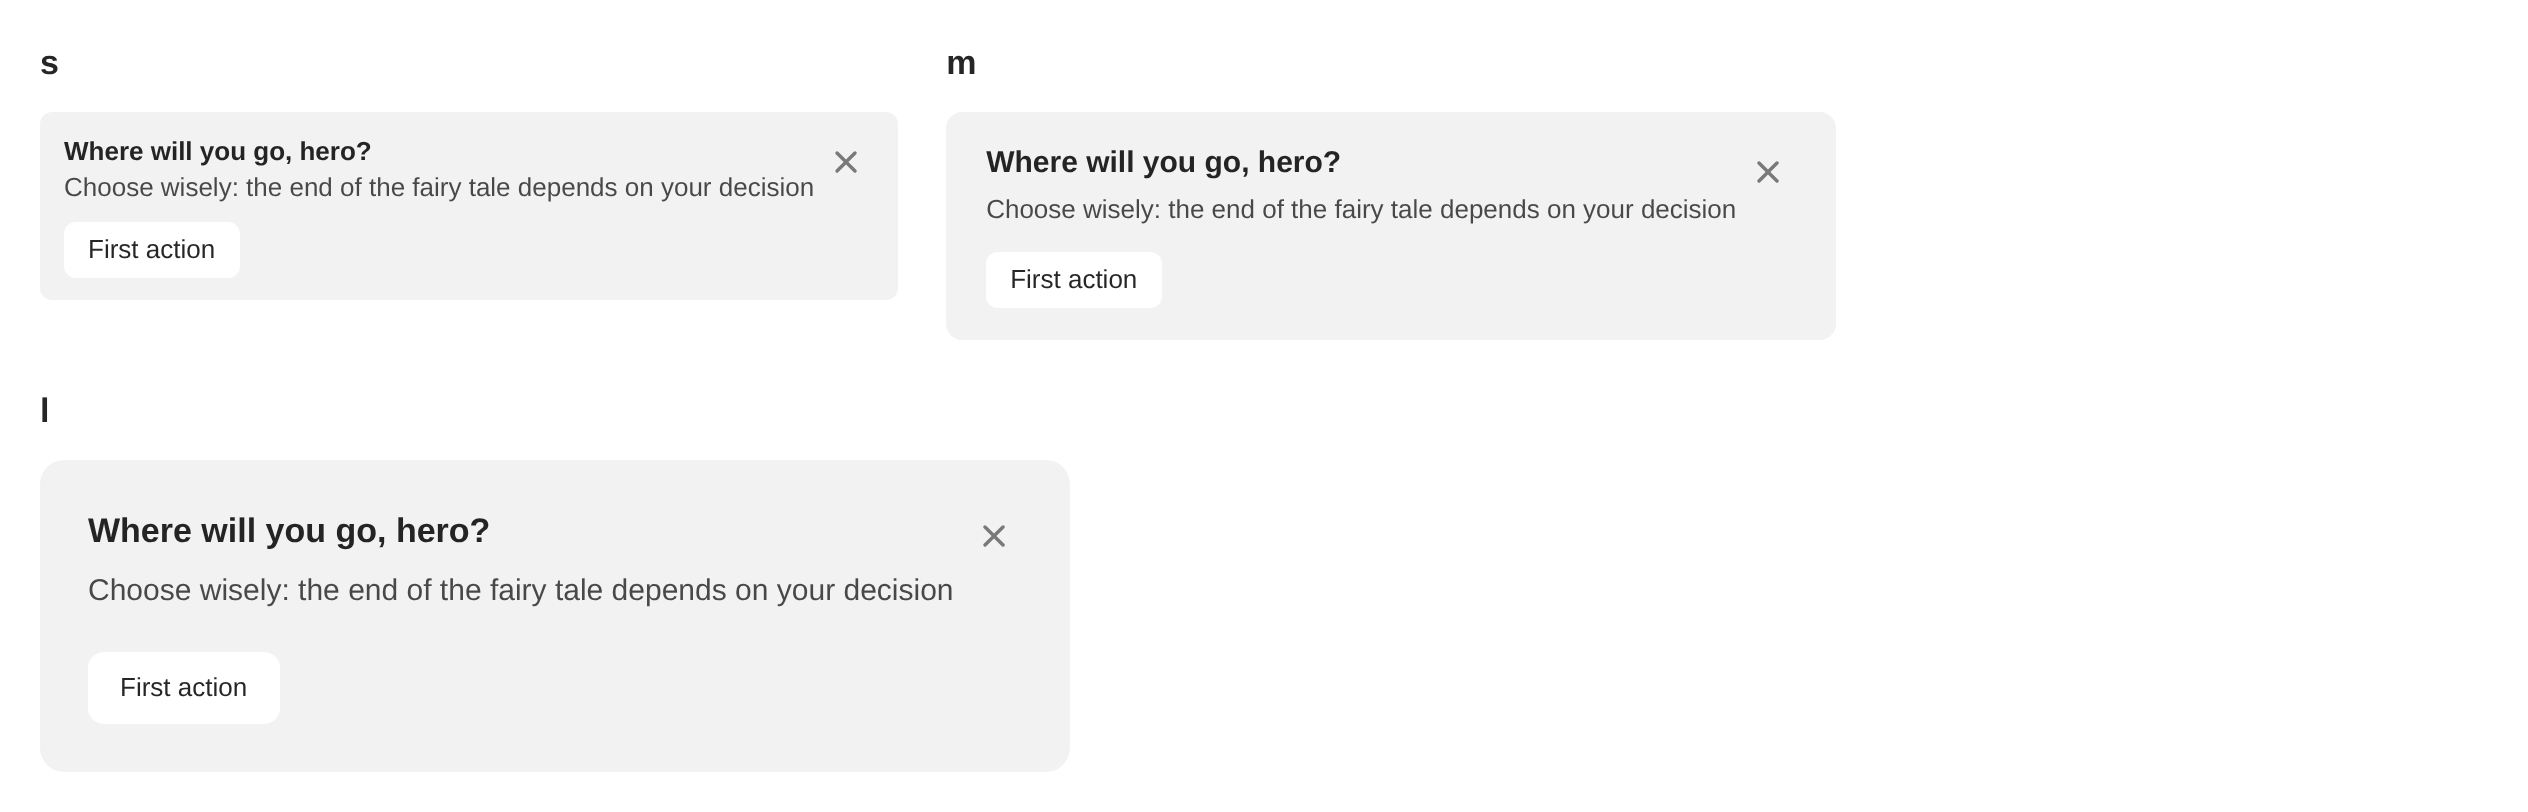 s
Where will you go, hero?
Choose wisely: the end of the fairy tale depends on your decision
First action
m
Where will you go, hero?
Choose wisely: the end of the fairy tale depends on your decision
First action
l
Where will you go, hero?
Choose wisely: the end of the fairy tale depends on your decision
First action